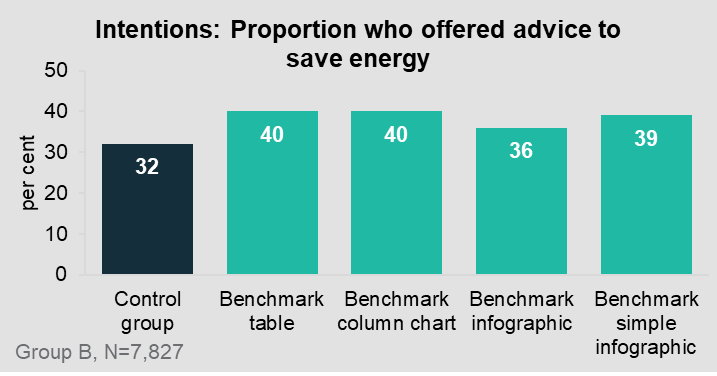 Intentions: Proportion who offered advice to
save energy
50
40
30
20
10
0
per cent
32
40
40
36
39
Control
group
Benchmark
table
Benchmark
column chart
Benchmark
infographic
Benchmark
simple
infographic
Group B, N=7,827